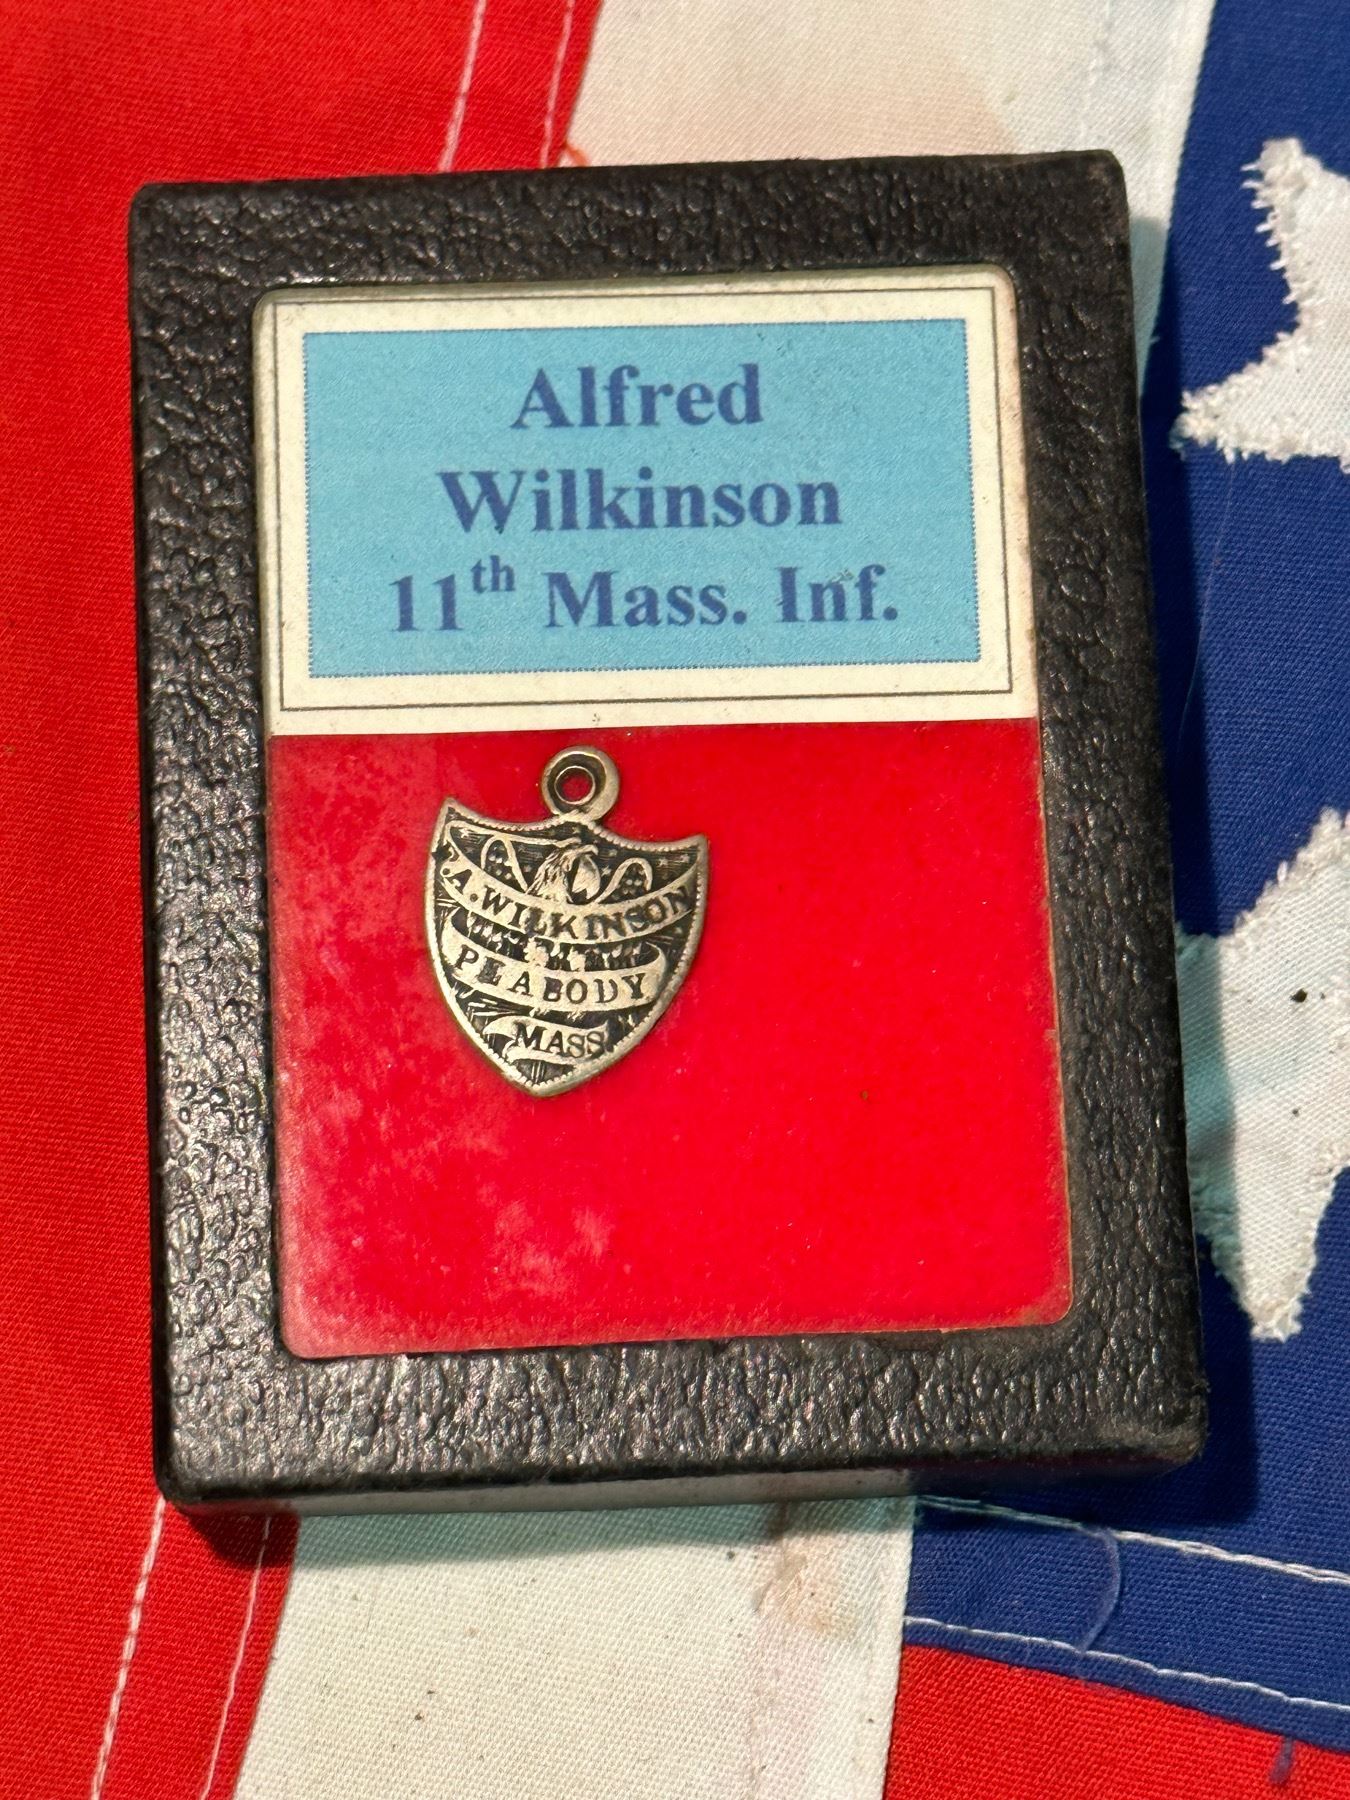 Alfred
Wilkinson
11th Mass. Inf.
A. WILKINSON
PEABODY
MASS.